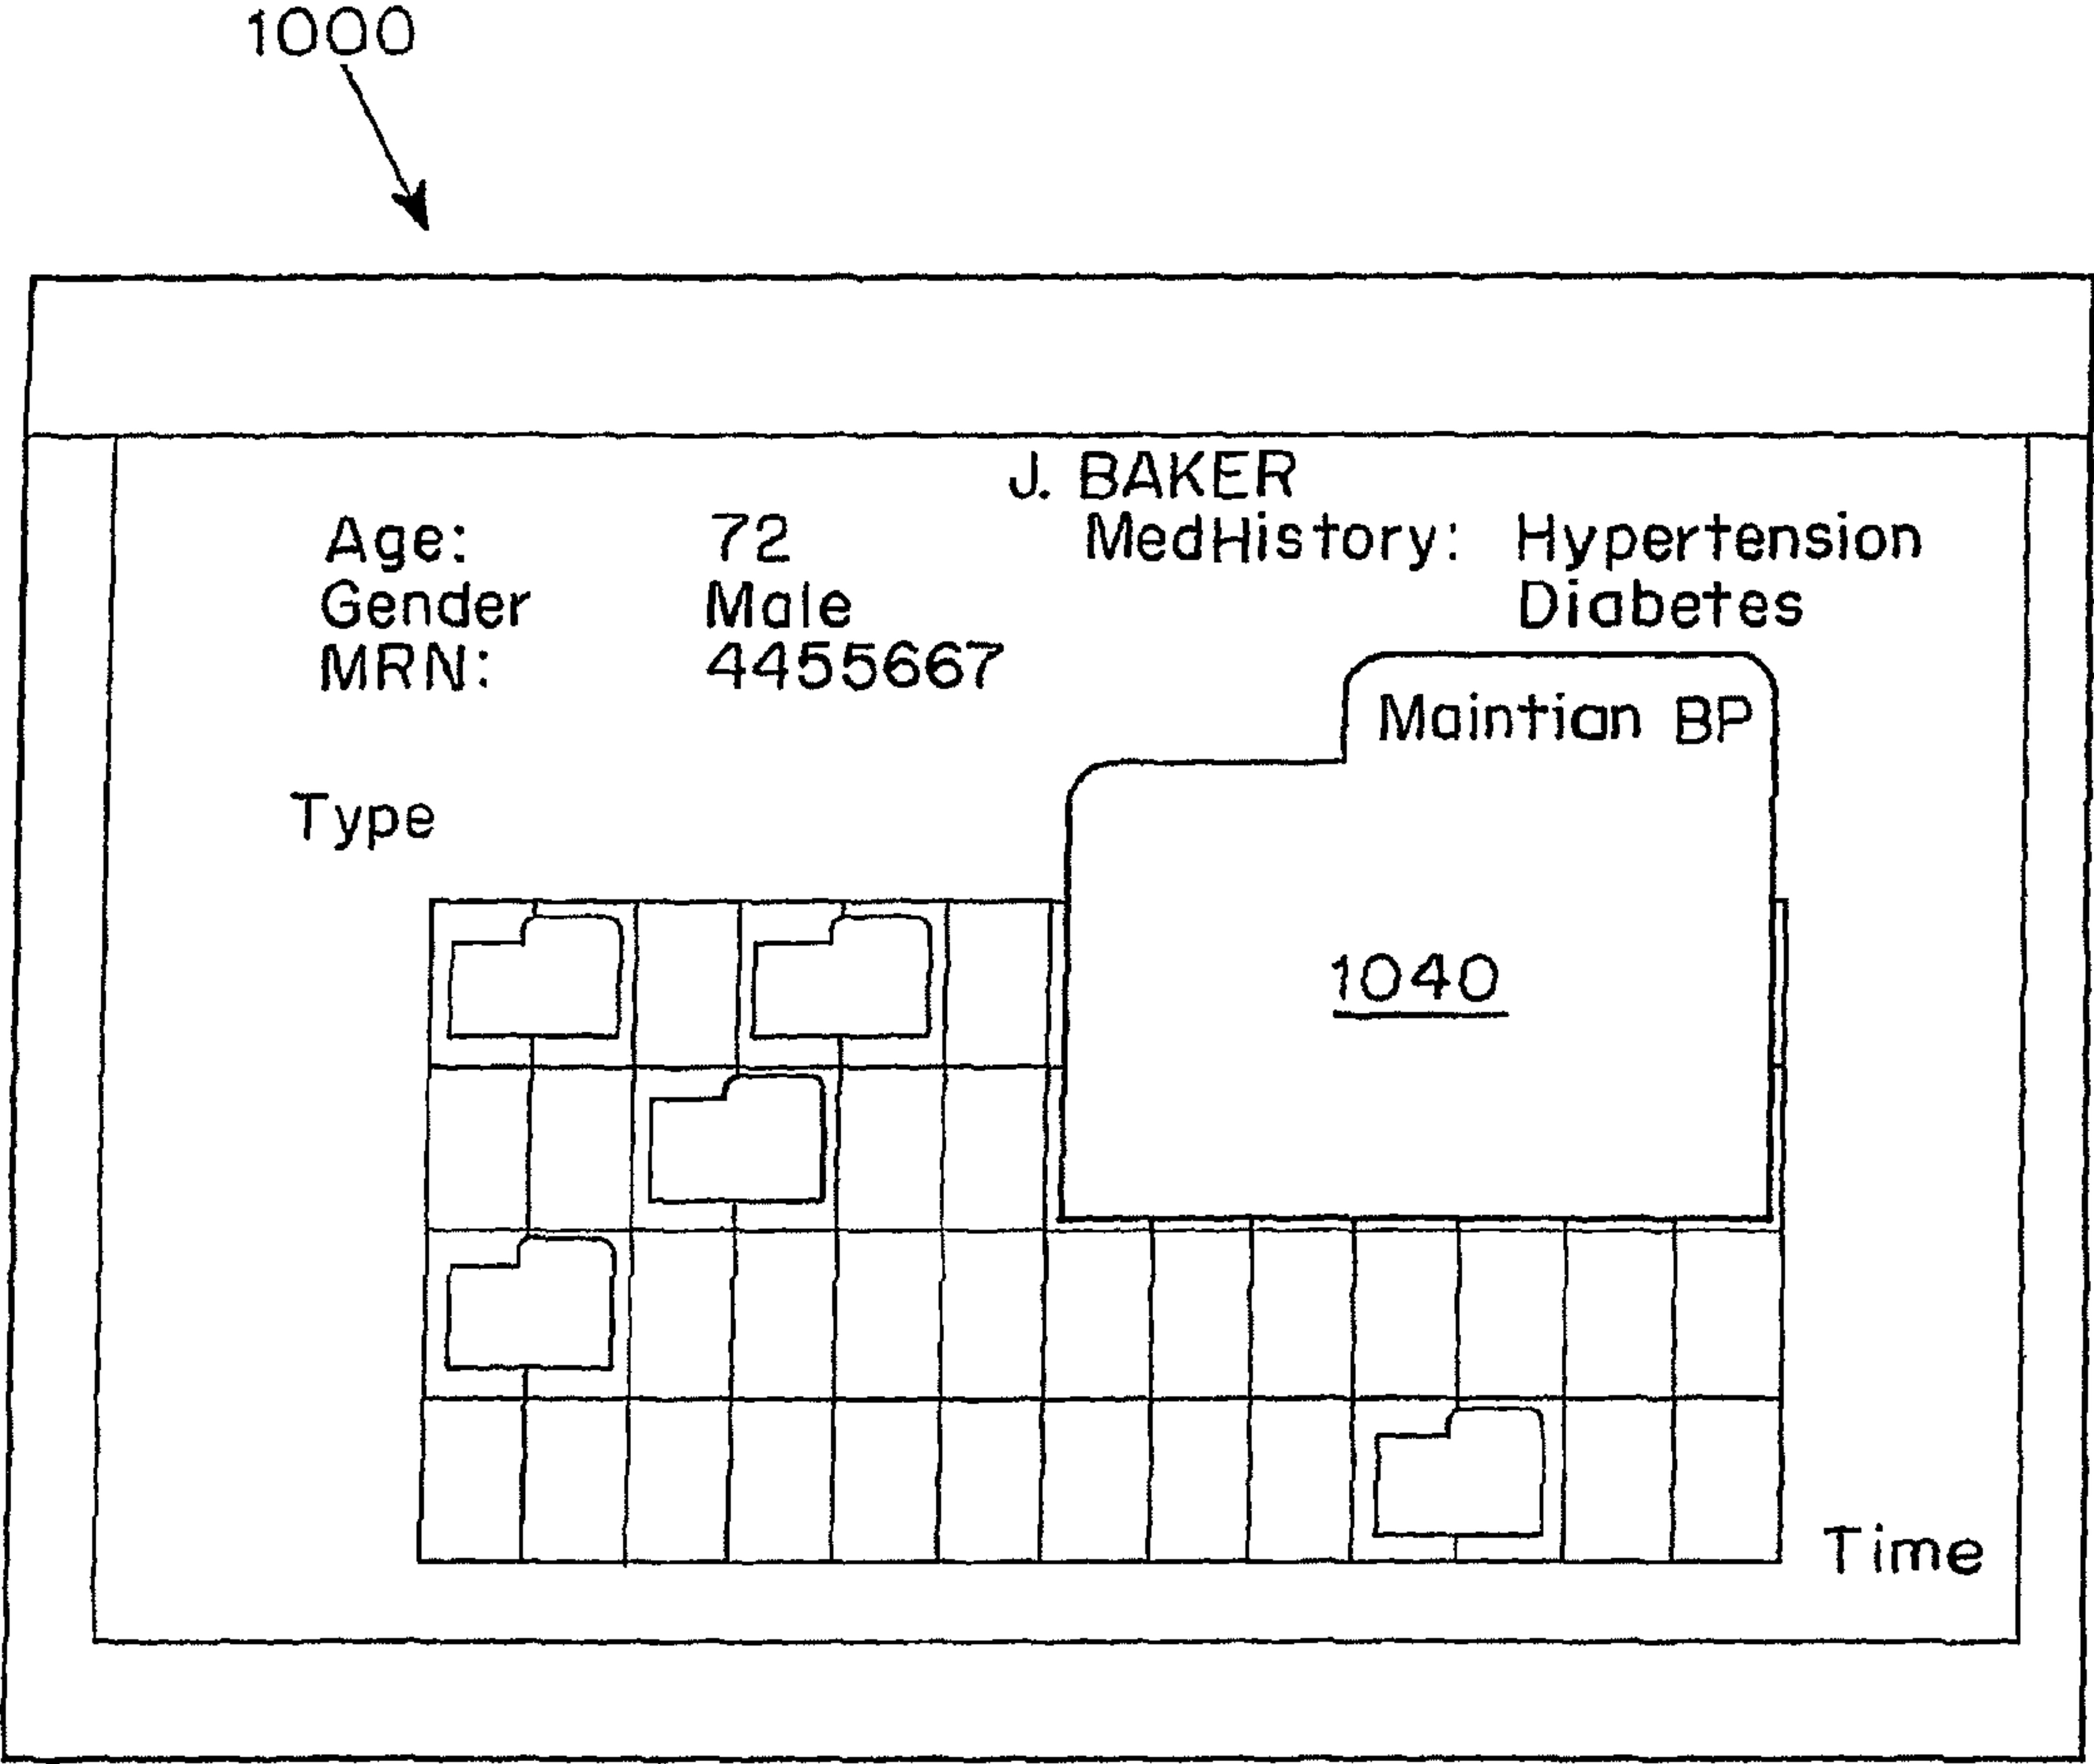 1000
J. BAKER
Age: 72 MedHistory: Hypertension
Gender Male Diabetes
MRN: 4455667
Maintian BP
Type
1040
Time